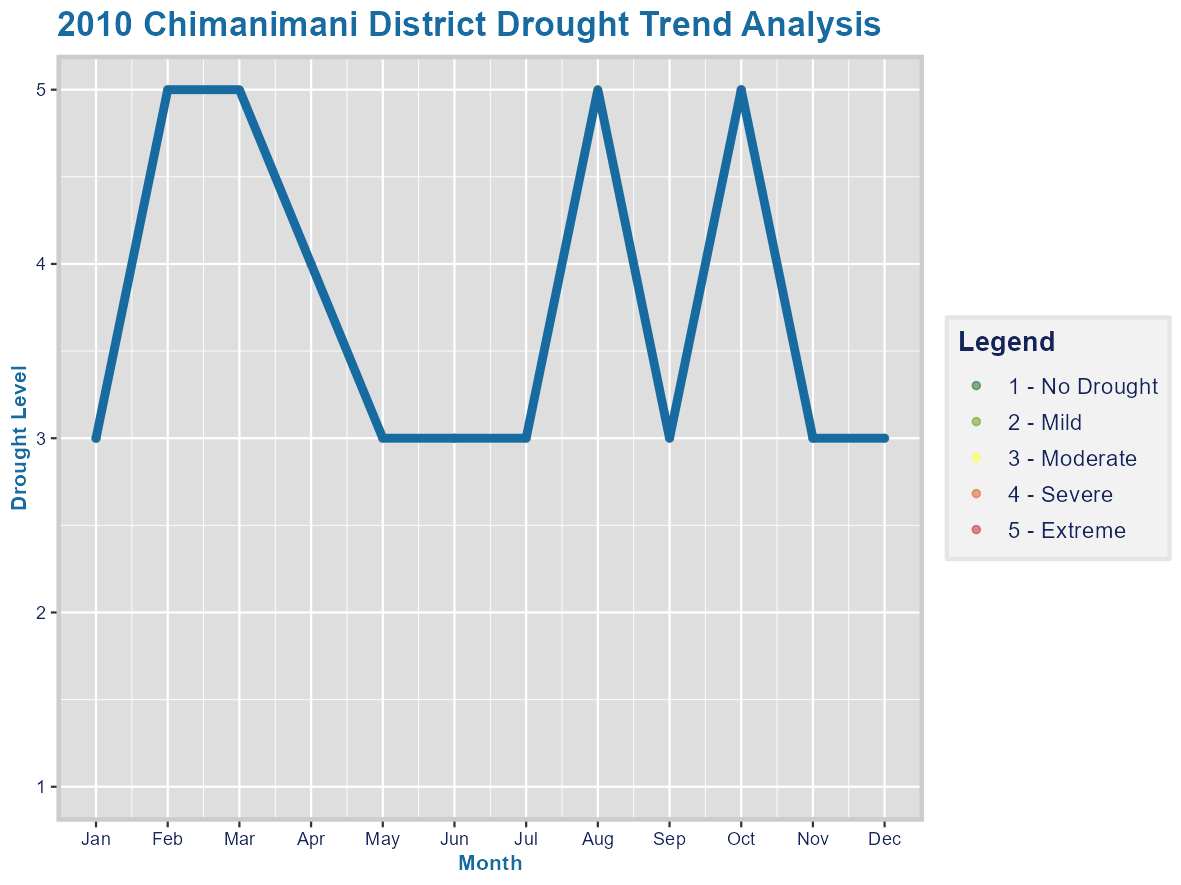 2010 Chimanimani District Drought Trend Analysis
5
4
3
2
1
Drought Level
Jan Feb Mar Apr May Jun Jul Aug Sep Oct Nov Dec
Month
Legend
1 - No Drought
2 - Mild
3 - Moderate
4 - Severe
5 - Extreme